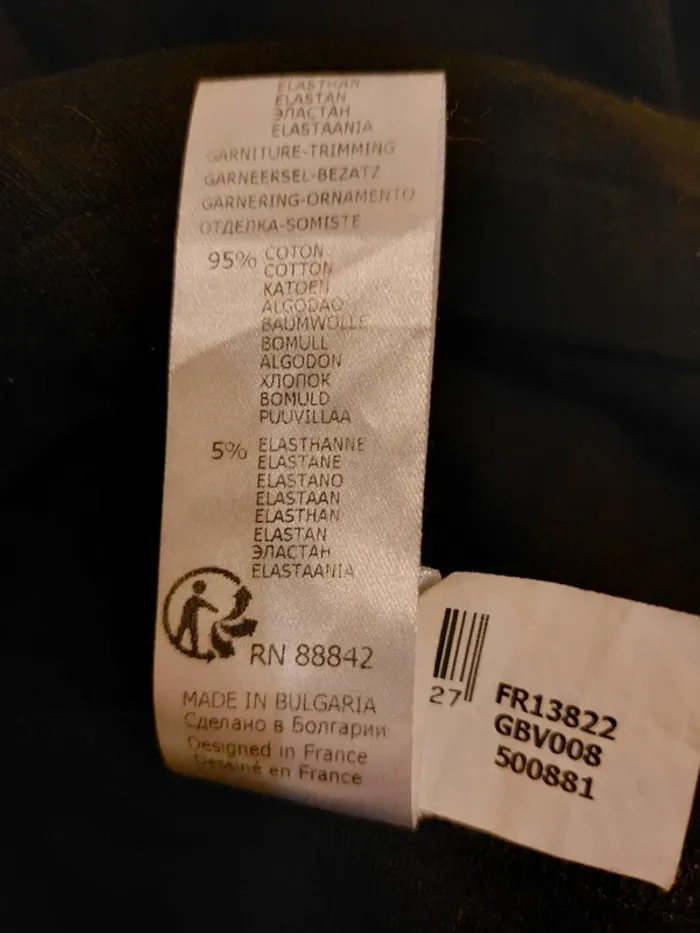 ELASTHAN
ELASTAN
ЭЛАСТАН
ELASTAANIA
GARNITURE-TRIMMING
GARNEERSEL-BEZATZ
GARNERING-ORNAMENTO
ОТДЕЛКА-SOMISTE
95% COTON
COTTON
KATOEN
ALGODAO
BAUMWOLLE
BOMULL
ALGODON
ХЛОПОК
BOMULD
PUUVILLAA
5% ELASTHANNE
ELASTANE
ELASTANO
ELASTAAN
ELASTHAN
ELASTAN
ЭЛАСТАН
ELASTAANIA
RN 88842
MADE IN BULGARIA
Сделано в Болгарии
Designed in France
Dessiné en France
27
FR13822
GBV008
500881